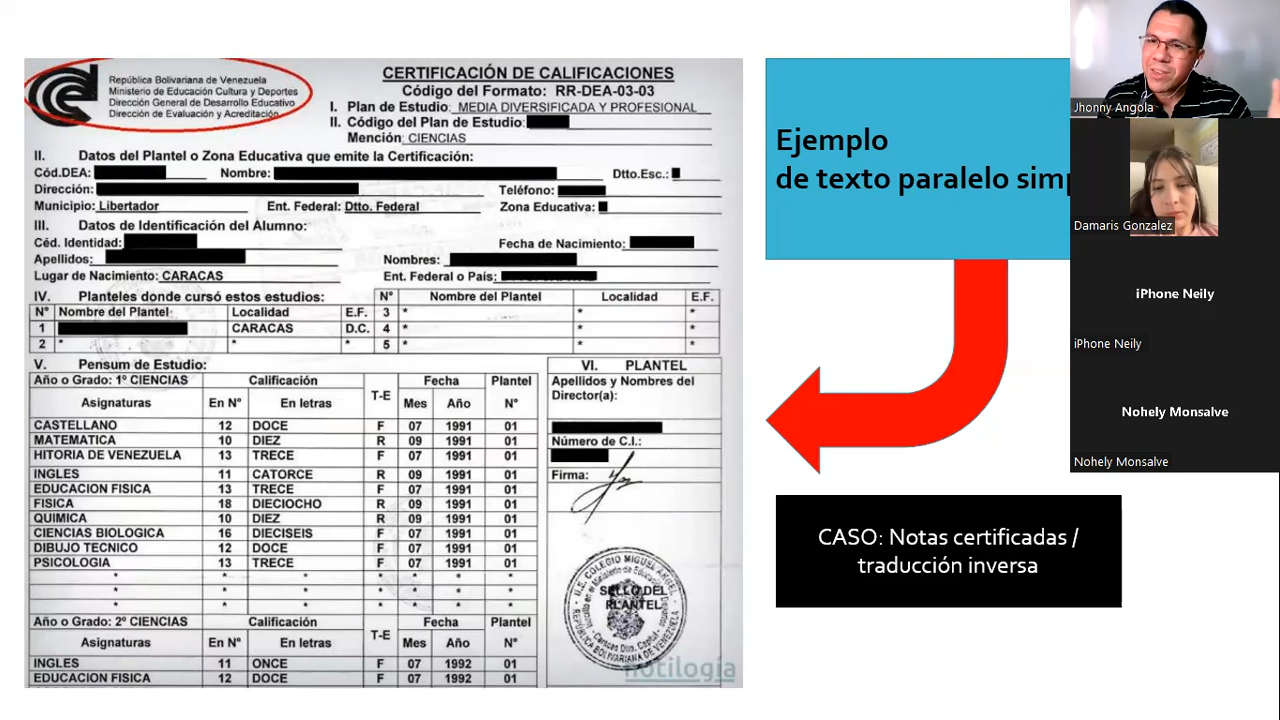 República Bolivariana de Venezuela
Ministerio de Educación Cultura y Deportes
Dirección General de Desarrollo Educativo
Dirección de Evaluación y Acreditación
CERTIFICACIÓN DE CALIFICACIONES
Código del Formato: RR-DEA-03-03
I. Plan de Estudio: MEDIA DIVERSIFICADA Y PROFESIONAL
II. Código del Plan de Estudio:
Mención: CIENCIAS
II. Datos del Plantel o Zona Educativa que emite la Certificación:
Cód.DEA: Nombre: Dtto.Esc.:
Dirección: Teléfono:
Municipio: Libertador Ent. Federal: Dtto. Federal Zona Educativa:
III. Datos de Identificación del Alumno:
Céd. Identidad: Fecha de Nacimiento:
Apellidos: Nombres:
Lugar de Nacimiento: CARACAS Ent. Federal o País:
IV. Planteles donde cursó estos estudios: N° Nombre del Plantel Localidad E.F.
N° Nombre del Plantel Localidad E.F. 3 * * *
1 CARACAS D.C. 4 * * *
2 * * * 5 * * *
V. Pensum de Estudio:
Año o Grado: 1º CIENCIAS Calificación T-E Fecha Plantel
Asignaturas En Nº En letras Mes Año N°
CASTELLANO 12 DOCE F 07 1991 01
MATEMATICA 10 DIEZ R 09 1991 01
HITORIA DE VENEZUELA 13 TRECE F 07 1991 01
INGLES 11 CATORCE R 09 1991 01
EDUCACION FISICA 13 TRECE F 07 1991 01
FISICA 18 DIECIOCHO R 09 1991 01
QUIMICA 10 DIEZ R 09 1991 01
CIENCIAS BIOLOGICA 16 DIECISEIS F 07 1991 01
DIBUJO TECNICO 12 DOCE F 07 1991 01
PSICOLOGIA 13 TRECE F 07 1991 01
* * * * * * *
* * * * * * *
* * * * * * *
Año o Grado: 2º CIENCIAS Calificación T-E Fecha Plantel
Asignaturas En Nº En letras Mes Año N°
INGLES 11 ONCE F 07 1992 01
EDUCACION FISICA 12 DOCE F 07 1992 01
VI. PLANTEL
Apellidos y Nombres del
Director(a):
Número de C.I.:
Firma:
U.E. COLEGIO MIGUEL ANGEL
SELLO DEL
PLANTEL
REPUBLICA BOLIVARIANA DE VENEZUELA
notilogía
Ejemplo
de texto paralelo simp
CASO: Notas certificadas /
traducción inversa
Jhonny Angola
Damaris Gonzalez
iPhone Neily
iPhone Neily
Nohely Monsalve
Nohely Monsalve